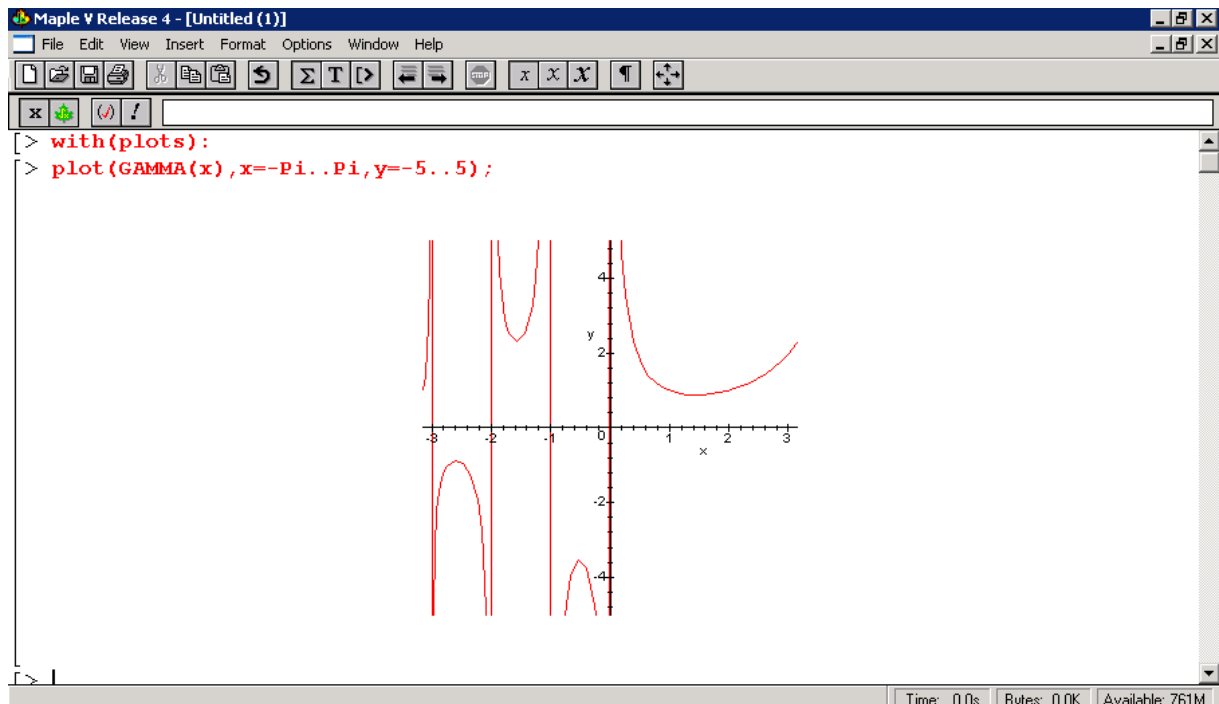 Maple V Release 4 - [Untitled (1)]
File Edit View Insert Format Options Window Help
Σ T [> STOP x x x ¶
x (√) !
[> with(plots):
[> plot(GAMMA(x),x=-Pi..Pi,y=-5..5);
4
y
2
-3 -2 -1 0 1 2 3
x
-2
-4
[>
Time: 0.0s Bytes: 0.0K Available: 761M